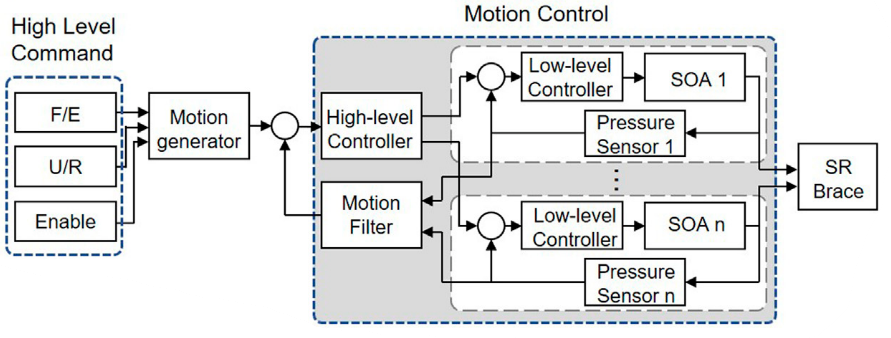 Motion Control
High Level
Command
F/E
U/R
Enable
Motion
generator
High-level
Controller
Motion
Filter
Low-level
Controller
SOA 1
Pressure
Sensor 1
Low-level
Controller
SOA n
Pressure
Sensor n
SR
Brace